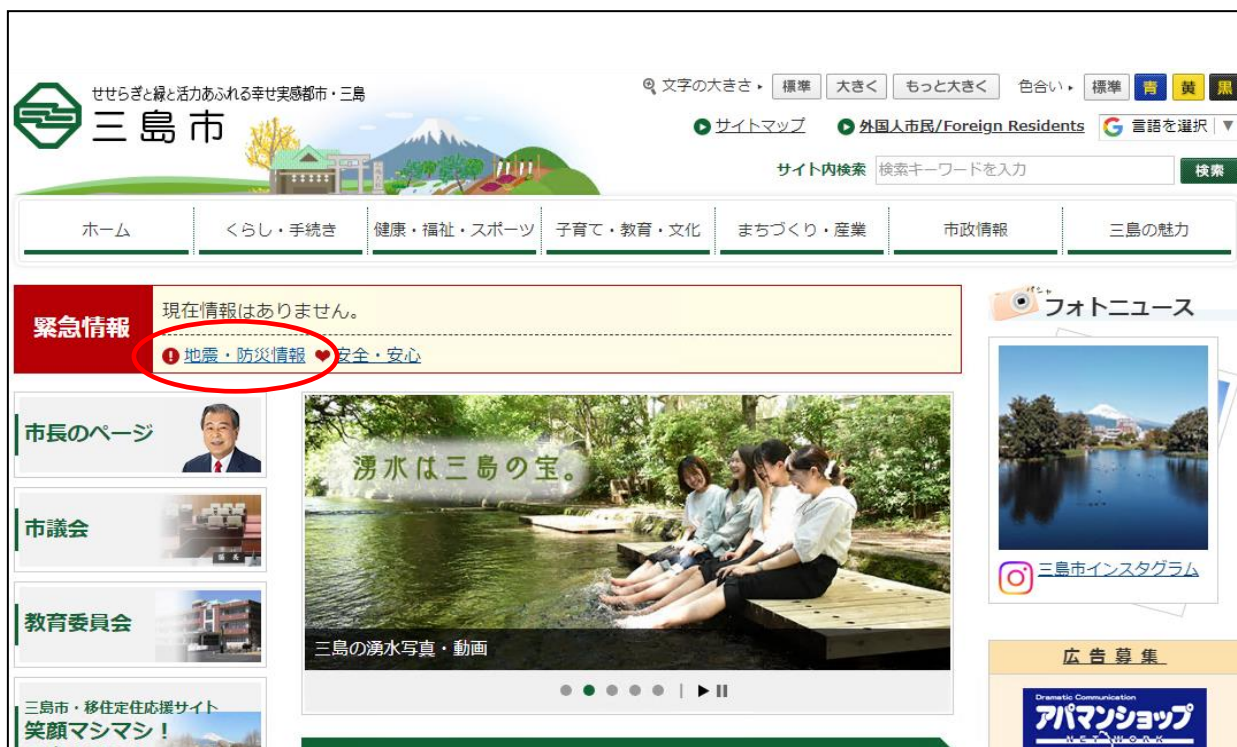 せせらぎと緑と活力あふれる幸せ実感都市・三島
三島市
文字の大きさ 標準 大きく もっと大きく 色合い 標準 青 黄 黒
サイトマップ 外国人市民/Foreign Residents G 言語を選択 ▼
サイト内検索 検索キーワードを入力 検索
ホーム くらし・手続き 健康・福祉・スポーツ 子育て・教育・文化 まちづくり・産業 市政情報 三島の魅力
緊急情報
現在情報はありません。
地震・防災情報 安全・安心
パシャ
フォトニュース
市長のページ
湧水は三島の宝。
市議会
三島市インスタグラム
教育委員会
三島の湧水写真・動画
広告募集
三島市・移住定住応援サイト
笑顔マシマシ！
Dramatic Communication
アパマンショップ
NETWORK